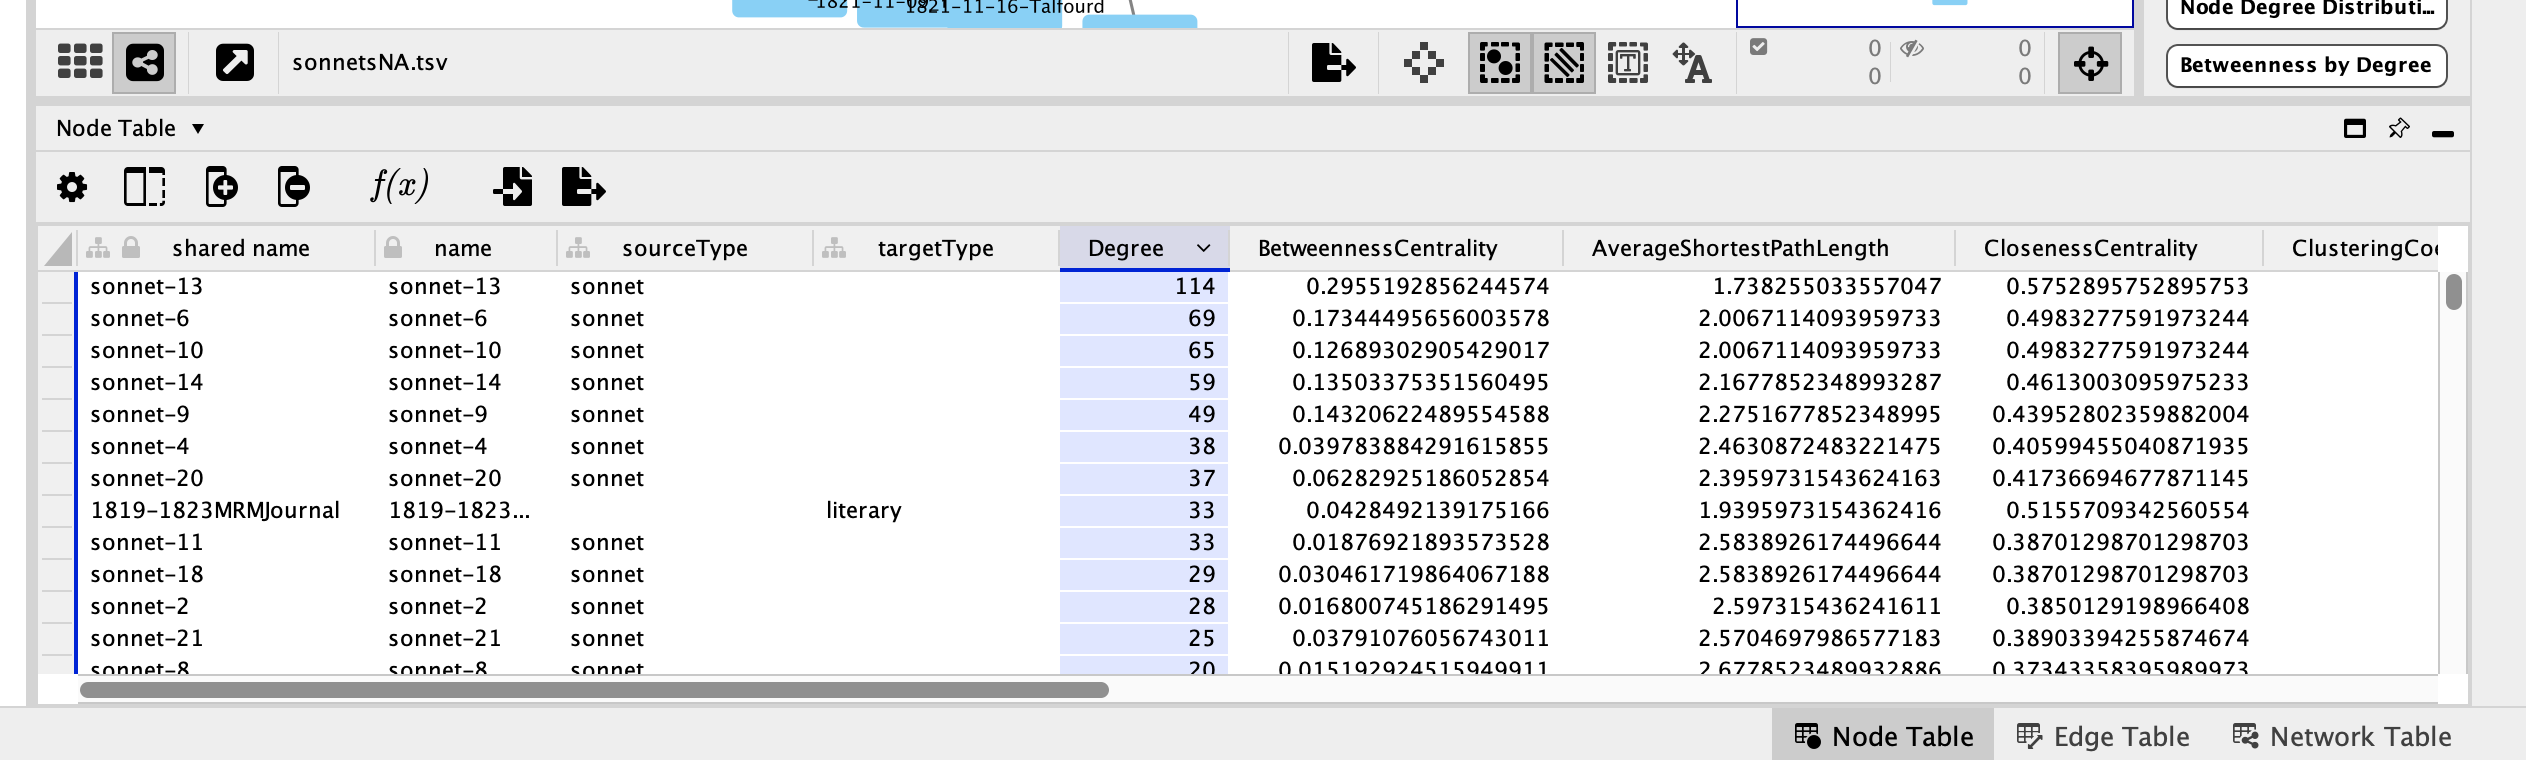 1821-11-16-Talfourd
Node Degree Distributi...
sonnetsNA.tsv
0 0
0 0
Betweenness by Degree
Node Table ▼
f(x)
shared name name sourceType targetType Degree BetweennessCentrality AverageShortestPathLength ClosenessCentrality ClusteringCoe
sonnet-13 sonnet-13 sonnet 114 0.2955192856244574 1.738255033557047 0.5752895752895753
sonnet-6 sonnet-6 sonnet 69 0.17344495656003578 2.0067114093959733 0.4983277591973244
sonnet-10 sonnet-10 sonnet 65 0.12689302905429017 2.0067114093959733 0.4983277591973244
sonnet-14 sonnet-14 sonnet 59 0.13503375351560495 2.1677852348993287 0.46130030959752​33
sonnet-9 sonnet-9 sonnet 49 0.14320622489554588 2.2751677852348995 0.43952802359882004
sonnet-4 sonnet-4 sonnet 38 0.039783884291615855 2.4630872483221475 0.40599455040871935
sonnet-20 sonnet-20 sonnet 37 0.06282925186052854 2.3959731543624163 0.41736694677871145
1819-1823MRMJournal 1819-1823... literary 33 0.0428492139175166 1.9395973154362416 0.5155709342560554
sonnet-11 sonnet-11 sonnet 33 0.01876921893573528 2.5838926174496644 0.38701298701298703
sonnet-18 sonnet-18 sonnet 29 0.030461719864067188 2.5838926174496644 0.38701298701298703
sonnet-2 sonnet-2 sonnet 28 0.016800745186291495 2.597315436241611 0.3850129198966408
sonnet-21 sonnet-21 sonnet 25 0.03791076056743011 2.5704697986577183 0.38903394255874674
sonnet-8 sonnet-8 sonnet 20 0.015192924515949911 2.6778523489932886 0.37343358395989973
Node Table Edge Table Network Table